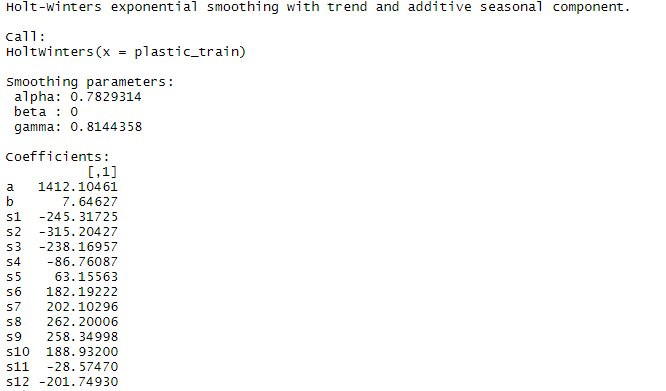 Holt-Winters exponential smoothing with trend and additive seasonal component.
Call:
HoltWinters(x = plastic_train)
Smoothing parameters:
alpha: 0.7829314
beta : 0
gamma: 0.8144358
Coefficients:
[,1]
a 1412.10461
b 7.64627
s1 -245.31725
s2 -315.20427
s3 -238.16957
s4 -86.76087
s5 63.15563
s6 182.19222
s7 202.10296
s8 262.20006
s9 258.34998
s10 188.93200
s11 -28.57470
s12 -201.74930